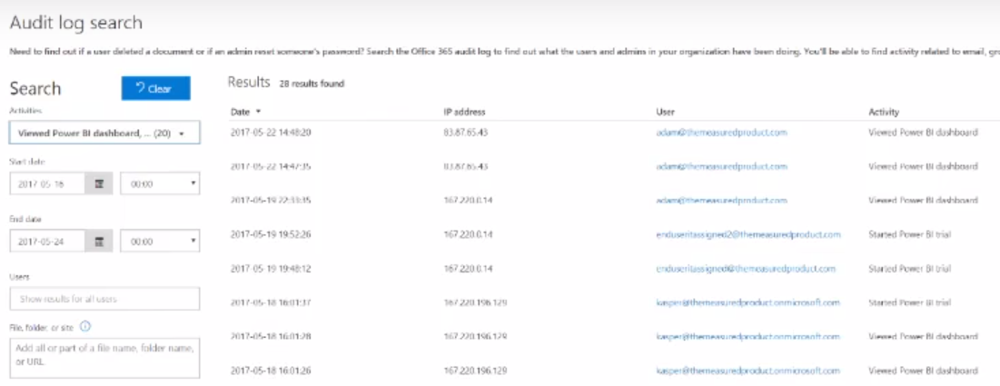 Audit log search
Need to find out if a user deleted a document or if an admin reset someone's password? Search the Office 365 audit log to find out what the users and admins in your organization have been doing. You'll be able to find activity related to email, gr
Search
Clear
Activities
Viewed Power BI dashboard, ... (20)
Start date
2017-05-16 00:00
End date
2017-05-24 00:00
Users
Show results for all users
File, folder, or site
Add all or part of a file name, folder name,
or URL
Results 28 results found
Date IP address User Activity
2017-05-22 14:48:20 83.87.65.43 adam@themeasuredproduct.com Viewed Power BI dashboard
2017-05-22 14:47:35 83.87.65.43 adam@themeasuredproduct.com Viewed Power BI dashboard
2017-05-19 22:33:35 167.220.0.14 adam@themeasuredproduct.com Viewed Power BI dashboard
2017-05-19 19:52:26 167.220.0.14 enduseritassigned2@themeasuredproduct.com Started Power BI trial
2017-05-19 19:48:12 167.220.0.14 enduseritassigned@themeasuredproduct.com Started Power BI trial
2017-05-18 16:01:37 167.220.196.129 kasper@themeasuredproduct.onmicrosoft.com Started Power BI trial
2017-05-18 16:01:28 167.220.196.129 kasper@themeasuredproduct.onmicrosoft.com Viewed Power BI dashboard
2017-05-18 16:01:26 167.220.196.129 kasper@themeasuredproduct.onmicrosoft.com Viewed Power BI dashboard